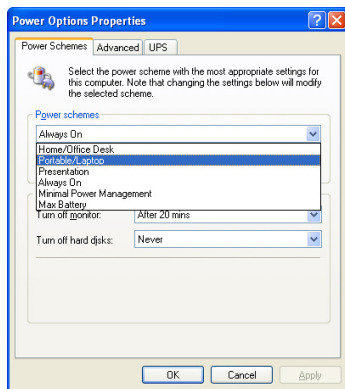 Power Options Properties
Power Schemes Advanced UPS
Select the power scheme with the most appropriate settings for
this computer. Note that changing the settings below will modify
the selected scheme.
Power schemes
Always On
Home/Office Desk
Portable/Laptop
Presentation
Always On
Minimal Power Management
Max Battery
Turn off monitor: After 20 mins
Turn off hard disks: Never
OK Cancel Apply